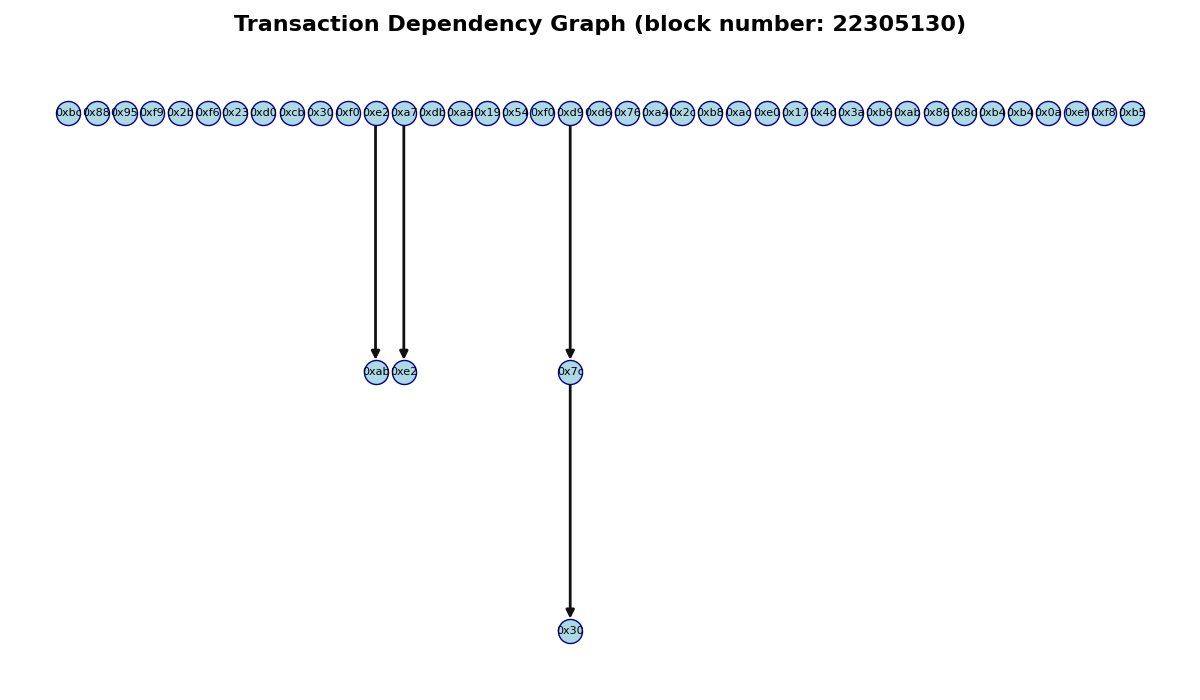 Transaction Dependency Graph (block number: 22305130)
0xbc 0x88 0x95 0xf9 0x2b 0xf6 0x23 0xd0 0xcb 0x30 0xf0 0xe2 0xa7 0xdb 0xaa 0x19 0x54 0xf0 0xd9 0xd6 0x76 0xa4 0x2c 0xb8 0xac 0xe0 0x17 0x4d 0x3a 0xb6 0xab 0x86 0x8d 0xb4 0xb4 0x0a 0xef 0xf8 0xb5
0xab 0xe2 0x7c
0x30